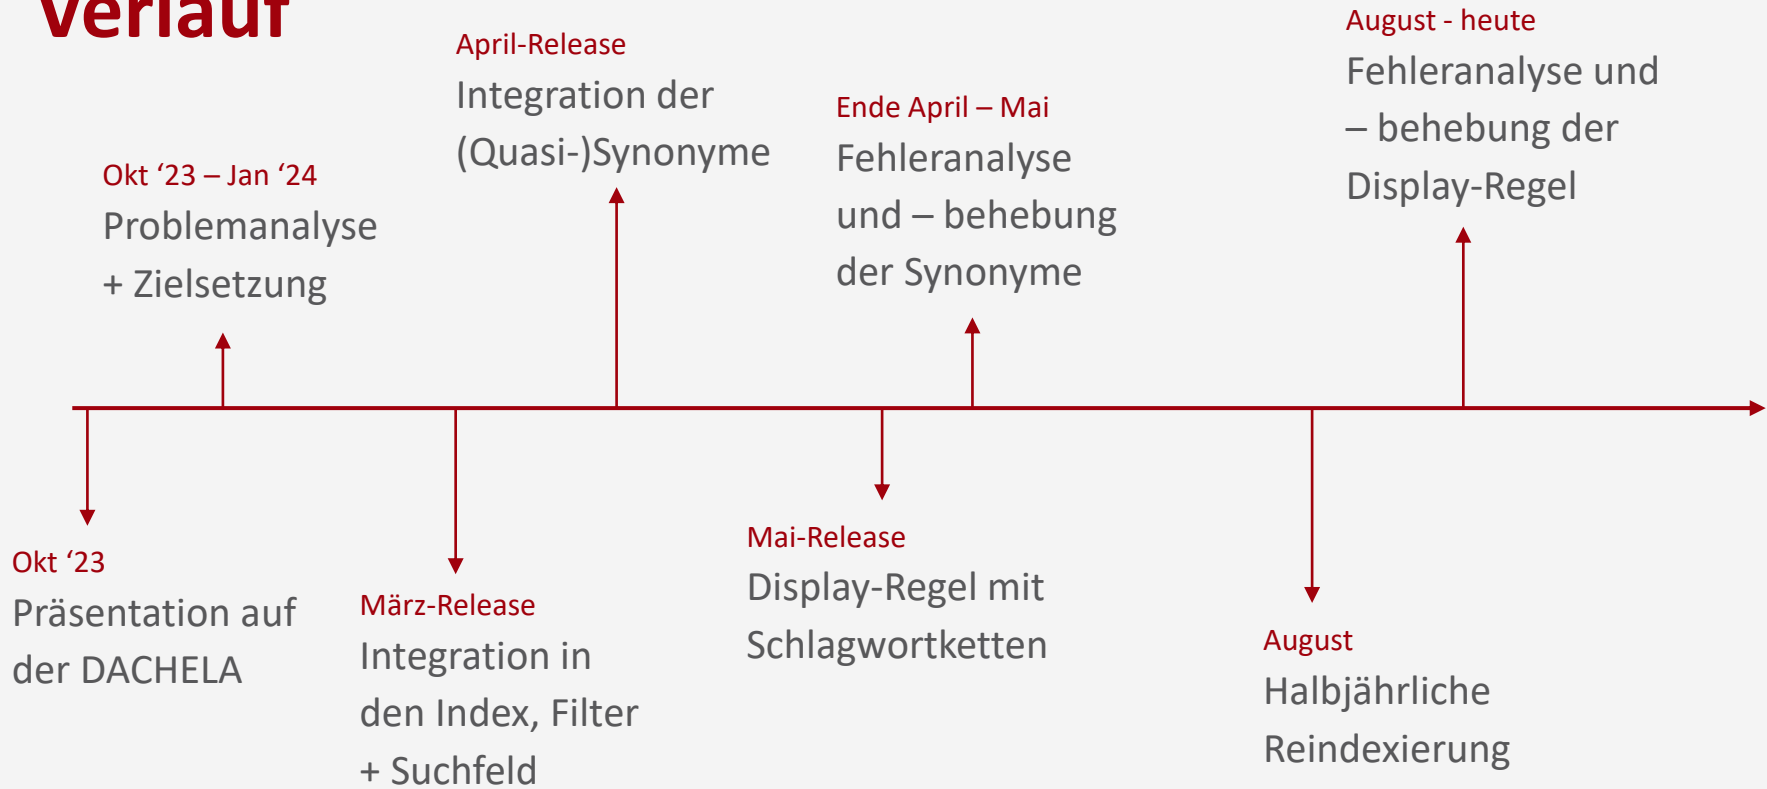 Verlauf
Okt ‘23 – Jan ‘24
Problemanalyse
+ Zielsetzung
April-Release
Integration der
(Quasi-)Synonyme
Ende April – Mai
Fehleranalyse
und – behebung
der Synonyme
August - heute
Fehleranalyse und
– behebung der
Display-Regel
Okt ‘23
Präsentation auf
der DACHELA
März-Release
Integration in
den Index, Filter
+ Suchfeld
Mai-Release
Display-Regel mit
Schlagwortketten
August
Halbjährliche
Reindexierung